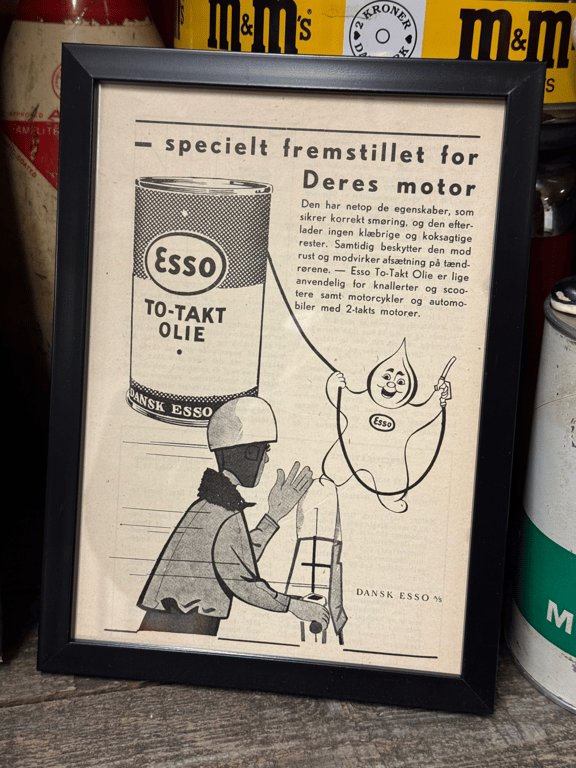 m&m's
2 KRONER
m&m
— specielt fremstillet for
Deres motor
Den har netop de egenskaber, som
sikrer korrekt smøring, og den efter-
lader ingen klæbrige og koksagtige
rester. Samtidig beskytter den mod
rust og modvirker afsætning på tænd-
rørene. — Esso To-Takt Olie er lige
anvendelig for knallerter og scoo-
tere samt motorcykler og automo-
biler med 2-takts motorer.
Esso
TO-TAKT
OLIE
DANSK ESSO
Esso
DANSK ESSO A/S
M